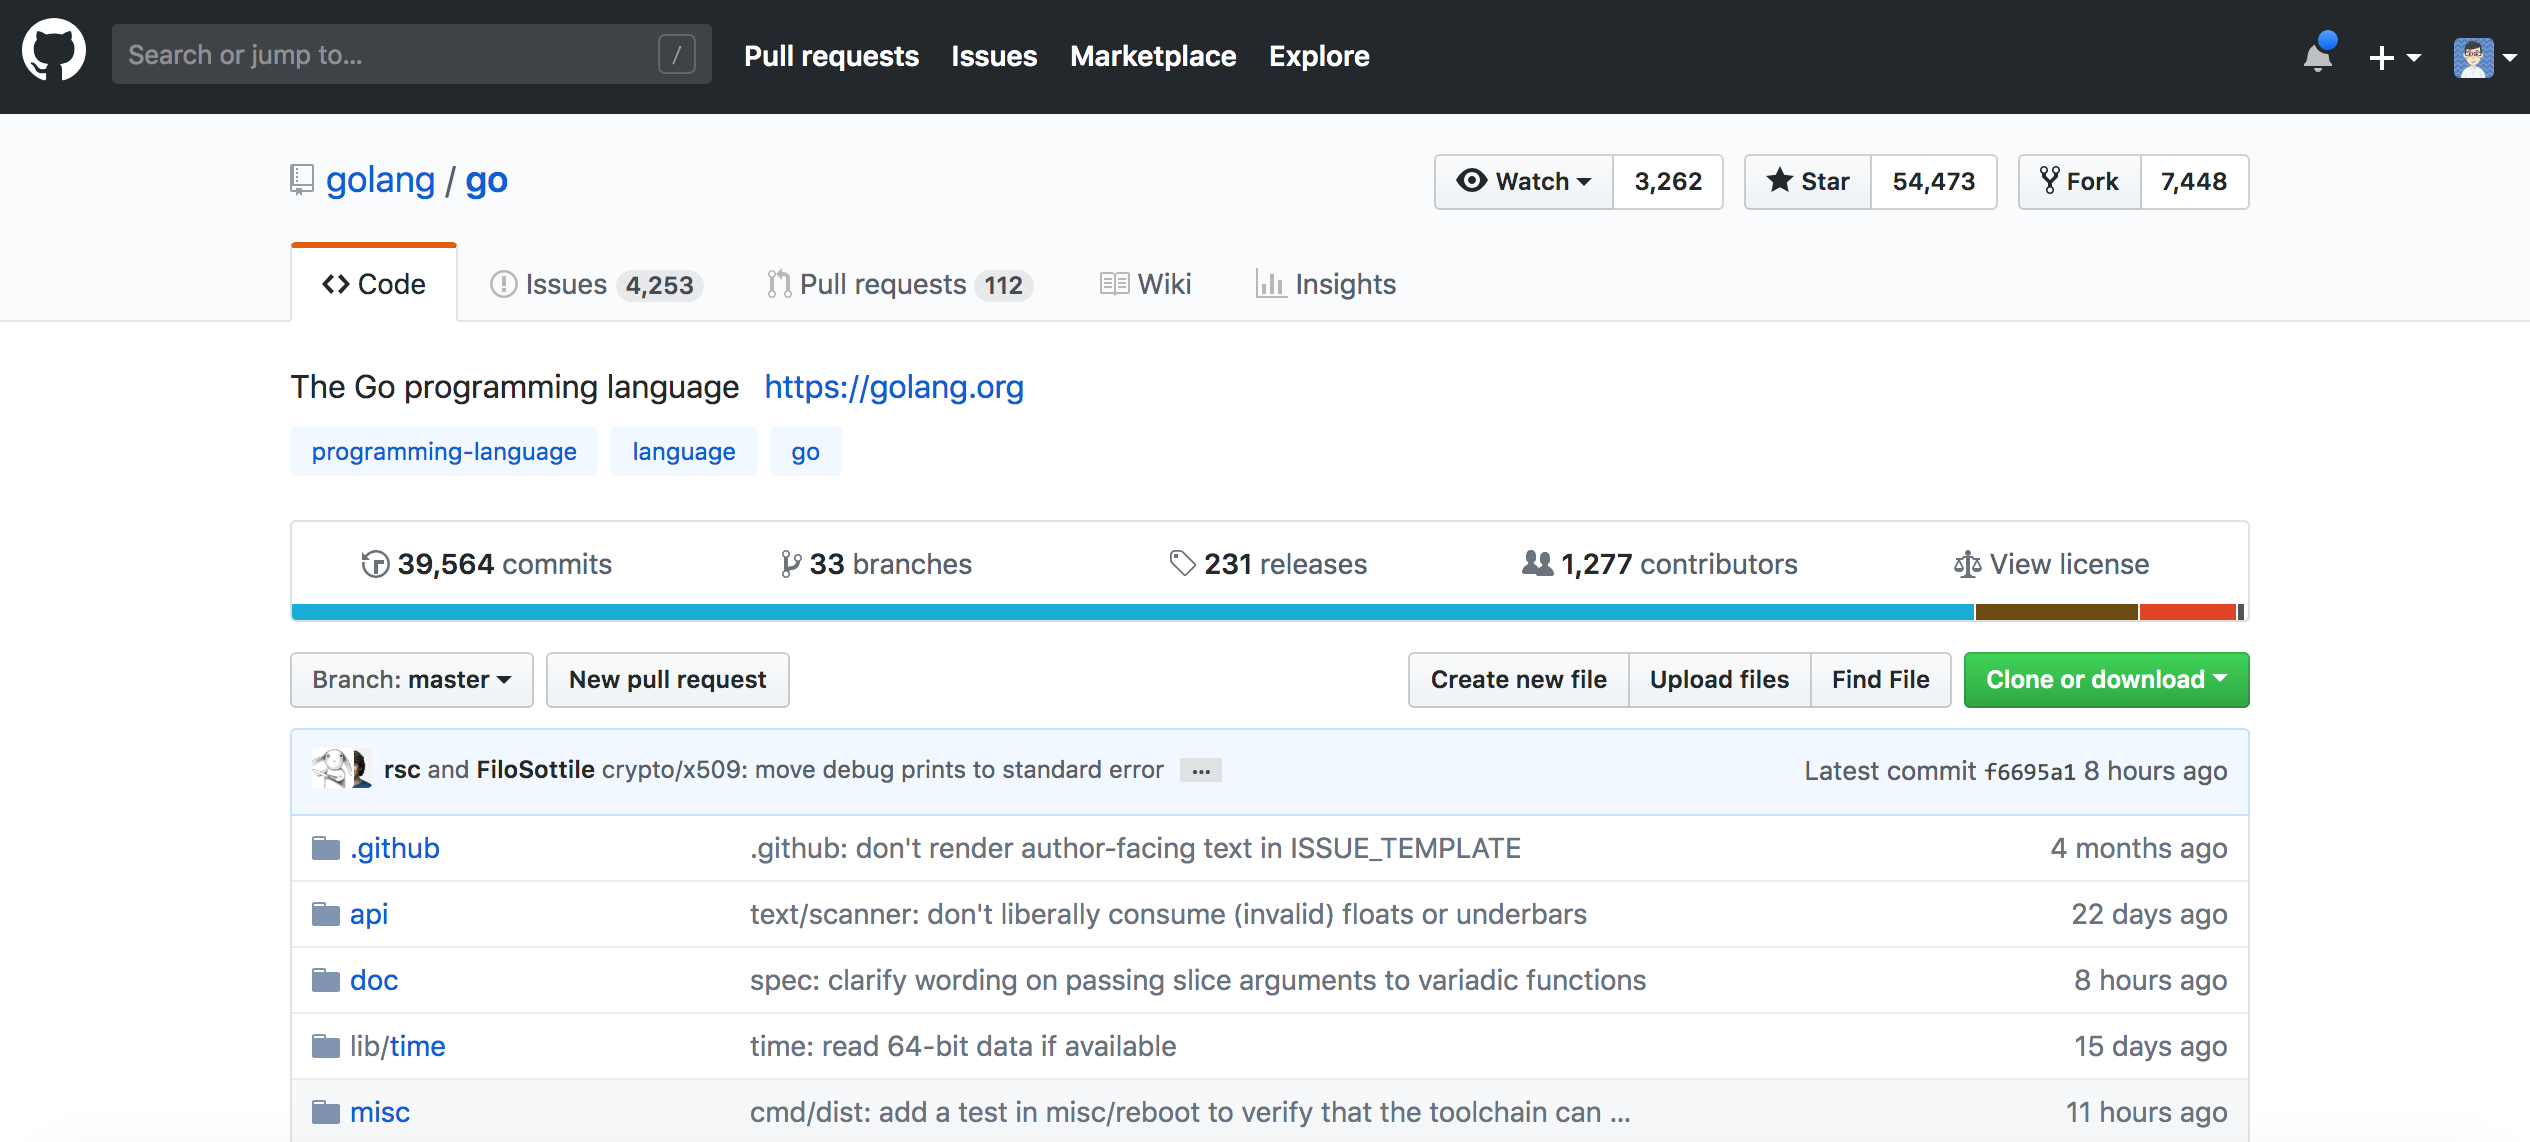 Search or jump to... /
Pull requests Issues Marketplace Explore
golang / go
Watch 3,262 Star 54,473 Fork 7,448
Code Issues 4,253 Pull requests 112 Wiki Insights
The Go programming language https://golang.org
programming-language language go
39,564 commits 33 branches 231 releases 1,277 contributors View license
Branch: master New pull request Create new file Upload files Find File Clone or download
rsc and FiloSottile crypto/x509: move debug prints to standard error ... Latest commit f6695a1 8 hours ago
.github .github: don't render author-facing text in ISSUE_TEMPLATE 4 months ago
api text/scanner: don't liberally consume (invalid) floats or underbars 22 days ago
doc spec: clarify wording on passing slice arguments to variadic functions 8 hours ago
lib/time time: read 64-bit data if available 15 days ago
misc cmd/dist: add a test in misc/reboot to verify that the toolchain can ... 11 hours ago